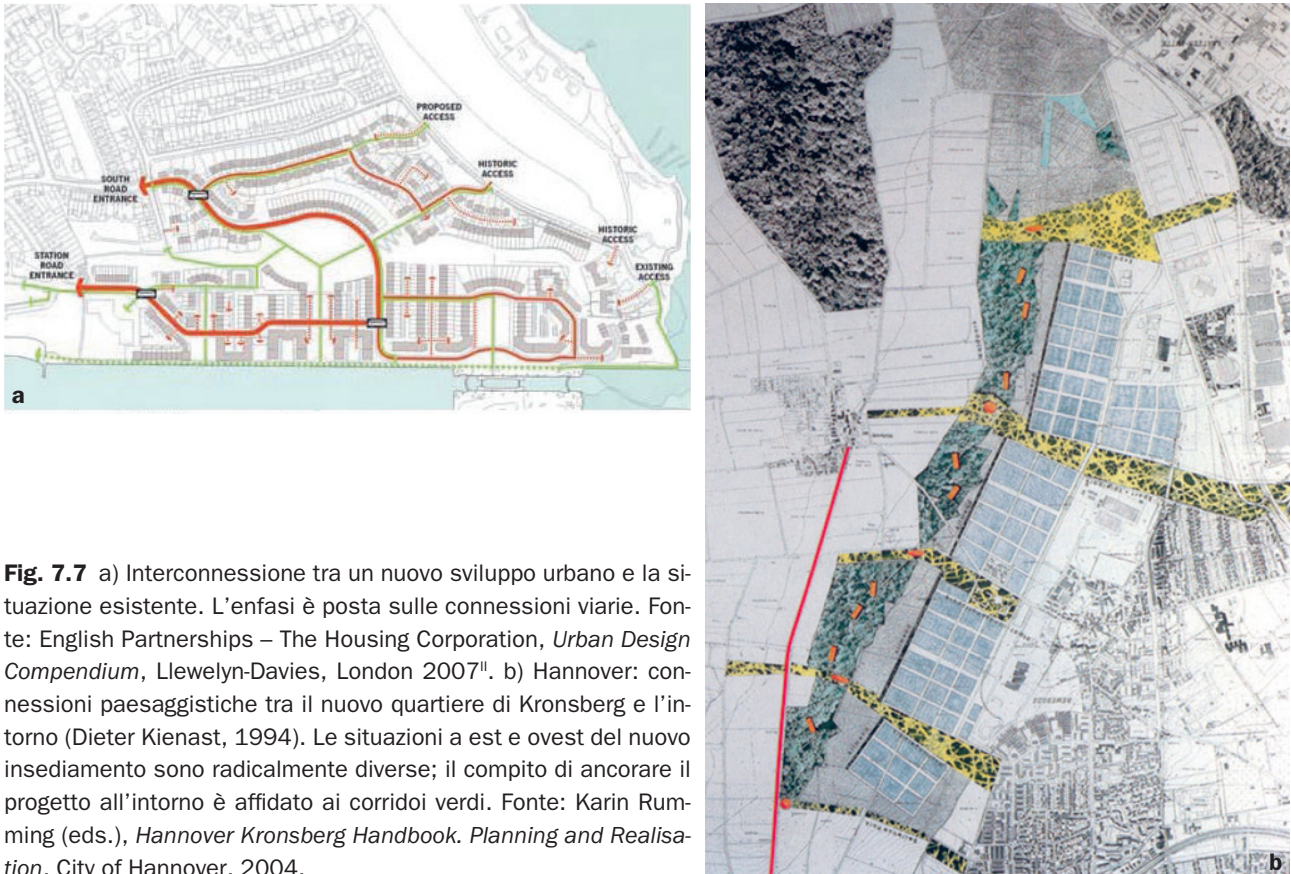 PROPOSED
ACCESS
HISTORIC
ACCESS
SOUTH
ROAD
ENTRANCE
HISTORIC
ACCESS
STATION
ROAD
ENTRANCE
EXISTING
ACCESS
a
Fig. 7.7 a) Interconnessione tra un nuovo sviluppo urbano e la si-
tuazione esistente. L'enfasi è posta sulle connessioni viarie. Fon-
te: English Partnerships – The Housing Corporation, Urban Design
Compendium, Llewelyn-Davies, London 2007ᴵᴵ. b) Hannover: con-
nessioni paesaggistiche tra il nuovo quartiere di Kronsberg e l'in-
torno (Dieter Kienast, 1994). Le situazioni a est e ovest del nuovo
insediamento sono radicalmente diverse; il compito di ancorare il
progetto all'intorno è affidato ai corridoi verdi. Fonte: Karin Rum-
ming (eds.), Hannover Kronsberg Handbook. Planning and Realisa-
tion, City of Hannover, 2004.
BEMERODE
b